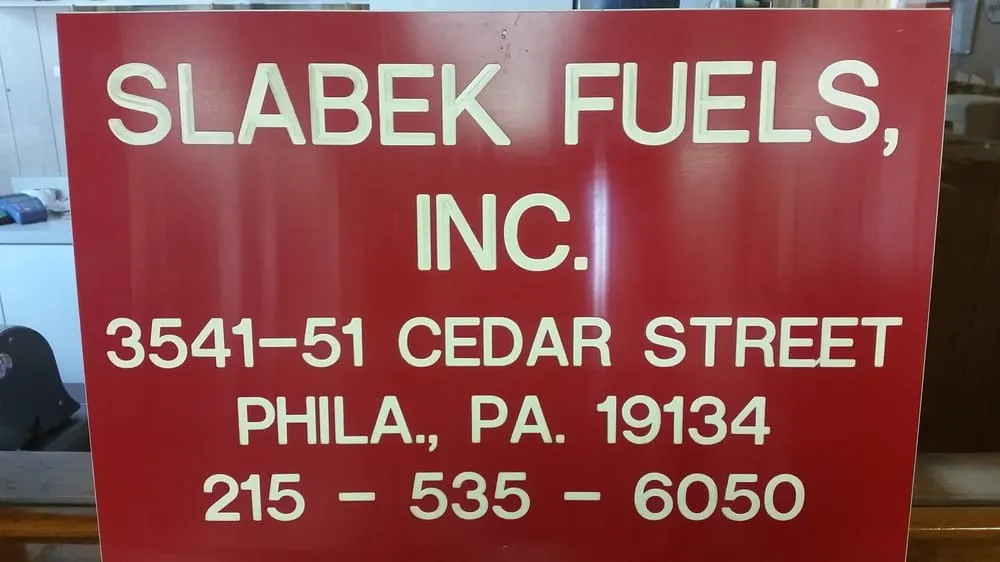 SLABEK FUELS,
INC.
3541-51 CEDAR STREET
PHILA., PA. 19134
215 - 535 - 6050